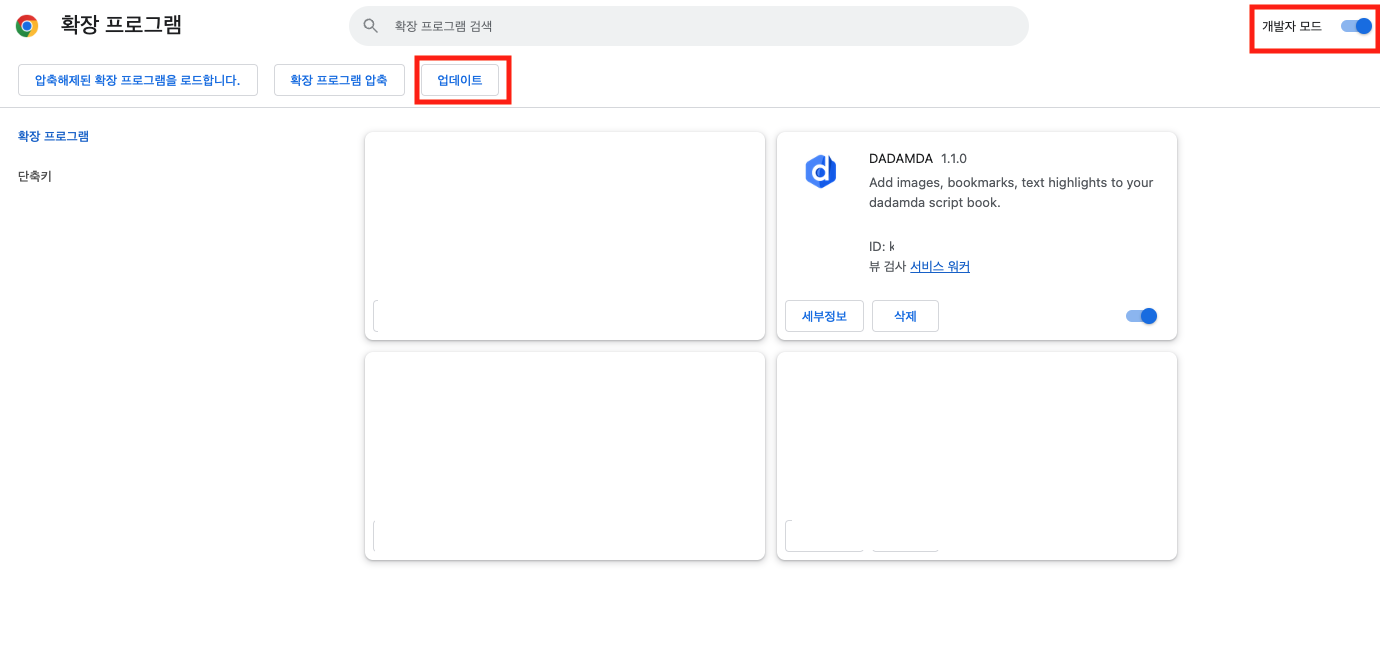 확장 프로그램
확장 프로그램 검색
개발자 모드
압축해제된 확장 프로그램을 로드합니다.
확장 프로그램 압축
업데이트
확장 프로그램
단축키
DADAMDA 1.1.0
Add images, bookmarks, text highlights to your
dadamda script book.
ID:
뷰 검사 서비스 워커
세부정보
삭제